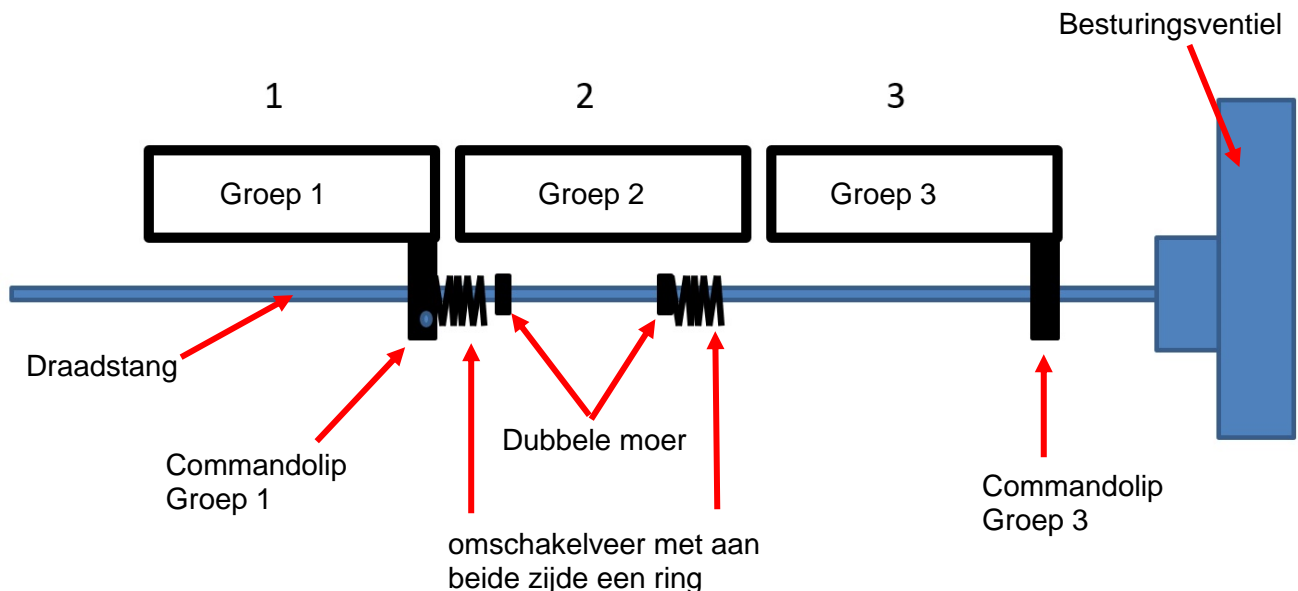 Besturingsventiel
1
2
3
Groep 1
Groep 2
Groep 3
Draadstang
Commandolip
Groep 1
Dubbele moer
omschakelveer met aan
beide zijde een ring
Commandolip
Groep 3